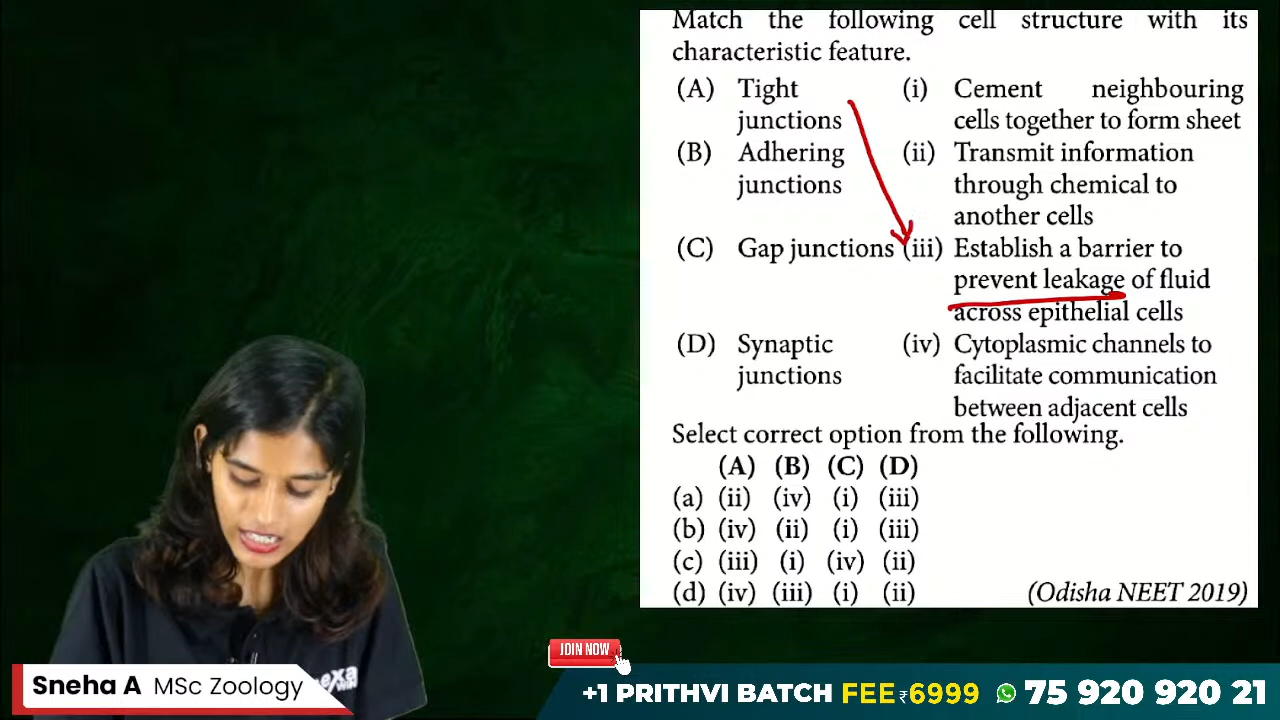 Match the following cell structure with its
characteristic feature.
(A) Tight junctions (i) Cement neighbouring cells together to form sheet
(B) Adhering junctions (ii) Transmit information through chemical to another cells
(C) Gap junctions (iii) Establish a barrier to prevent leakage of fluid across epithelial cells
(D) Synaptic junctions (iv) Cytoplasmic channels to facilitate communication between adjacent cells
Select correct option from the following.
(A) (B) (C) (D)
(a) (ii) (iv) (i) (iii)
(b) (iv) (ii) (i) (iii)
(c) (iii) (i) (iv) (ii)
(d) (iv) (iii) (i) (ii) (Odisha NEET 2019)
JOIN NOW
Sneha A MSc Zoology
+1 PRITHVI BATCH FEE ₹6999 75 920 920 21